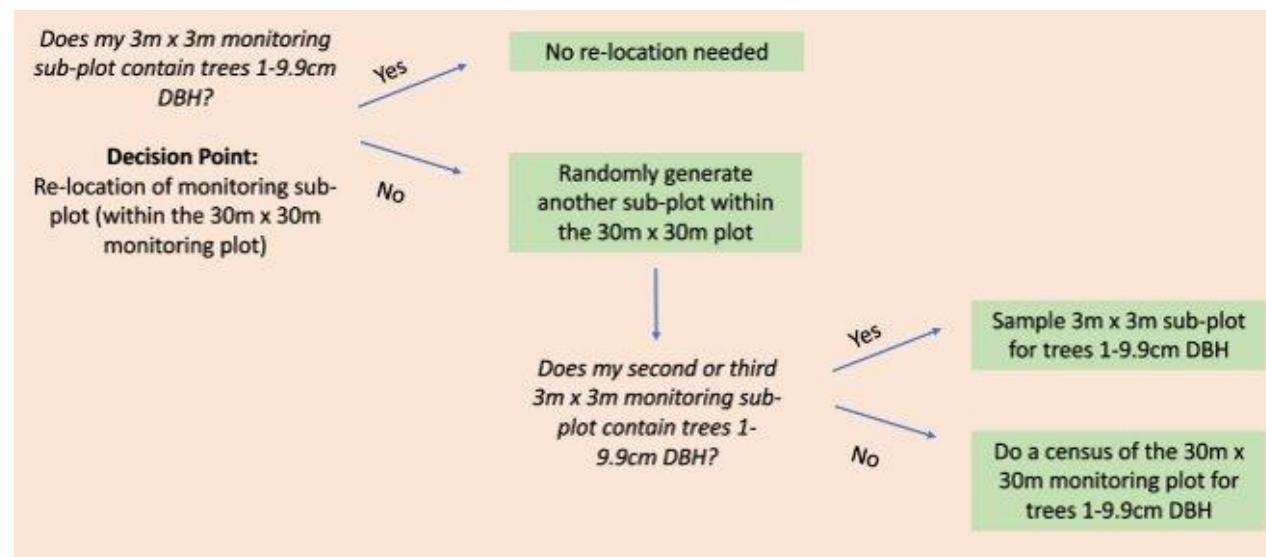 Does my 3m x 3m monitoring
sub-plot contain trees 1-9.9cm
DBH?
Decision Point:
Re-location of monitoring sub-
plot (within the 30m x 30m
monitoring plot)
Yes
No re-location needed
No
Randomly generate
another sub-plot within
the 30m x 30m plot
Does my second or third
3m x 3m monitoring sub-
plot contain trees 1-
9.9cm DBH?
Yes
Sample 3m x 3m sub-plot
for trees 1-9.9cm DBH
No
Do a census of the 30m x
30m monitoring plot for
trees 1-9.9cm DBH